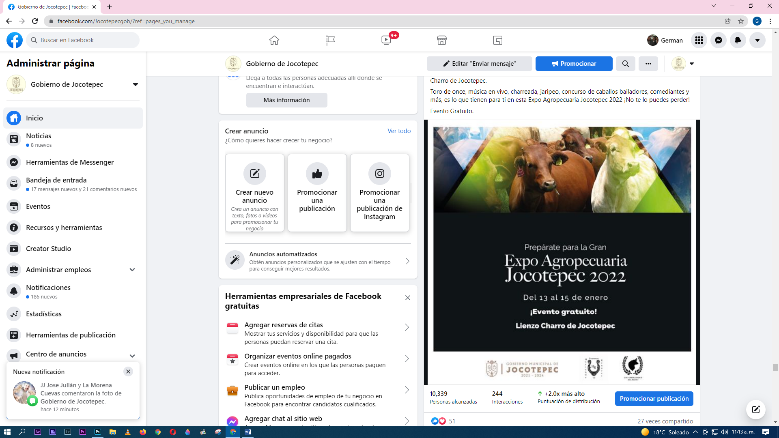 Gobierno de Jocotepec | Facebook
facebook.com/Jocotepecgob/?ref=pages_you_manage
Buscar en Facebook
9+
German
Administrar página
Gobierno de Jocotepec
Inicio
Noticias
6 nuevos
Herramientas de Messenger
Bandeja de entrada
17 mensajes nuevos y 21 comentarios nuevos
Eventos
Recursos y herramientas
Creator Studio
Administrar empleos
Notificaciones
165 nuevos
Estadísticas
Herramientas de publicación
Centro de anuncios
Nueva notificación
Jl Jose Julián y La Morena
Cuevas comentaron la foto de
Gobierno de Jocotepec
hace 12 minutos
Gobierno de Jocotepec
Editar "Enviar mensaje"
Promocionar
Llega a todas las personas adecuadas allí donde se
encuentran e interactúan.
Más información
Crear anuncio
Ver todo
¿Cómo quieres hacer crecer tu negocio?
Crear nuevo
anuncio
Crea un anuncio con
texto, fotos o videos
para promocionar tu
negocio
Promocionar
una
publicación
Promocionar
una
publicación de
Instagram
Anuncios automatizados
Obtén anuncios personalizados que se ajusten con el tiempo
para conseguir mejores resultados.
Herramientas empresariales de Facebook
gratuitas
Agregar reservas de citas
Mostrar tus servicios y disponibilidad para que las
personas puedan reservar una cita.
Organizar eventos online pagados
Crear eventos online en los que las personas paguen
para acceder.
Publicar un empleo
Publica oportunidades de empleo de tu negocio en
Facebook para encontrar candidatos cualificados.
Agregar chat al sitio web
Charro de Jocotepec.
Toro de once, música en vivo, charreada, jaripeo, concurso de caballos bailadores, comediantes y
más, es lo que tienen para ti en esta Expo Agropecuaria Jocotepec 2022 ¡No te lo puedes perder!
Evento Gratuito.
Prepárate para la Gran
Expo Agropecuaria
Jocotepec 2022
Del 13 al 15 de enero
¡Evento gratuito!
Lienzo Charro de Jocotepec
GOBIERNO MUNICIPAL DE
JOCOTEPEC
10,339
Personas alcanzadas
244
Interacciones
+2.0x más alto
Puntuación de distribución
Promocionar publicación
51
27 veces compartido
18°C Soleado